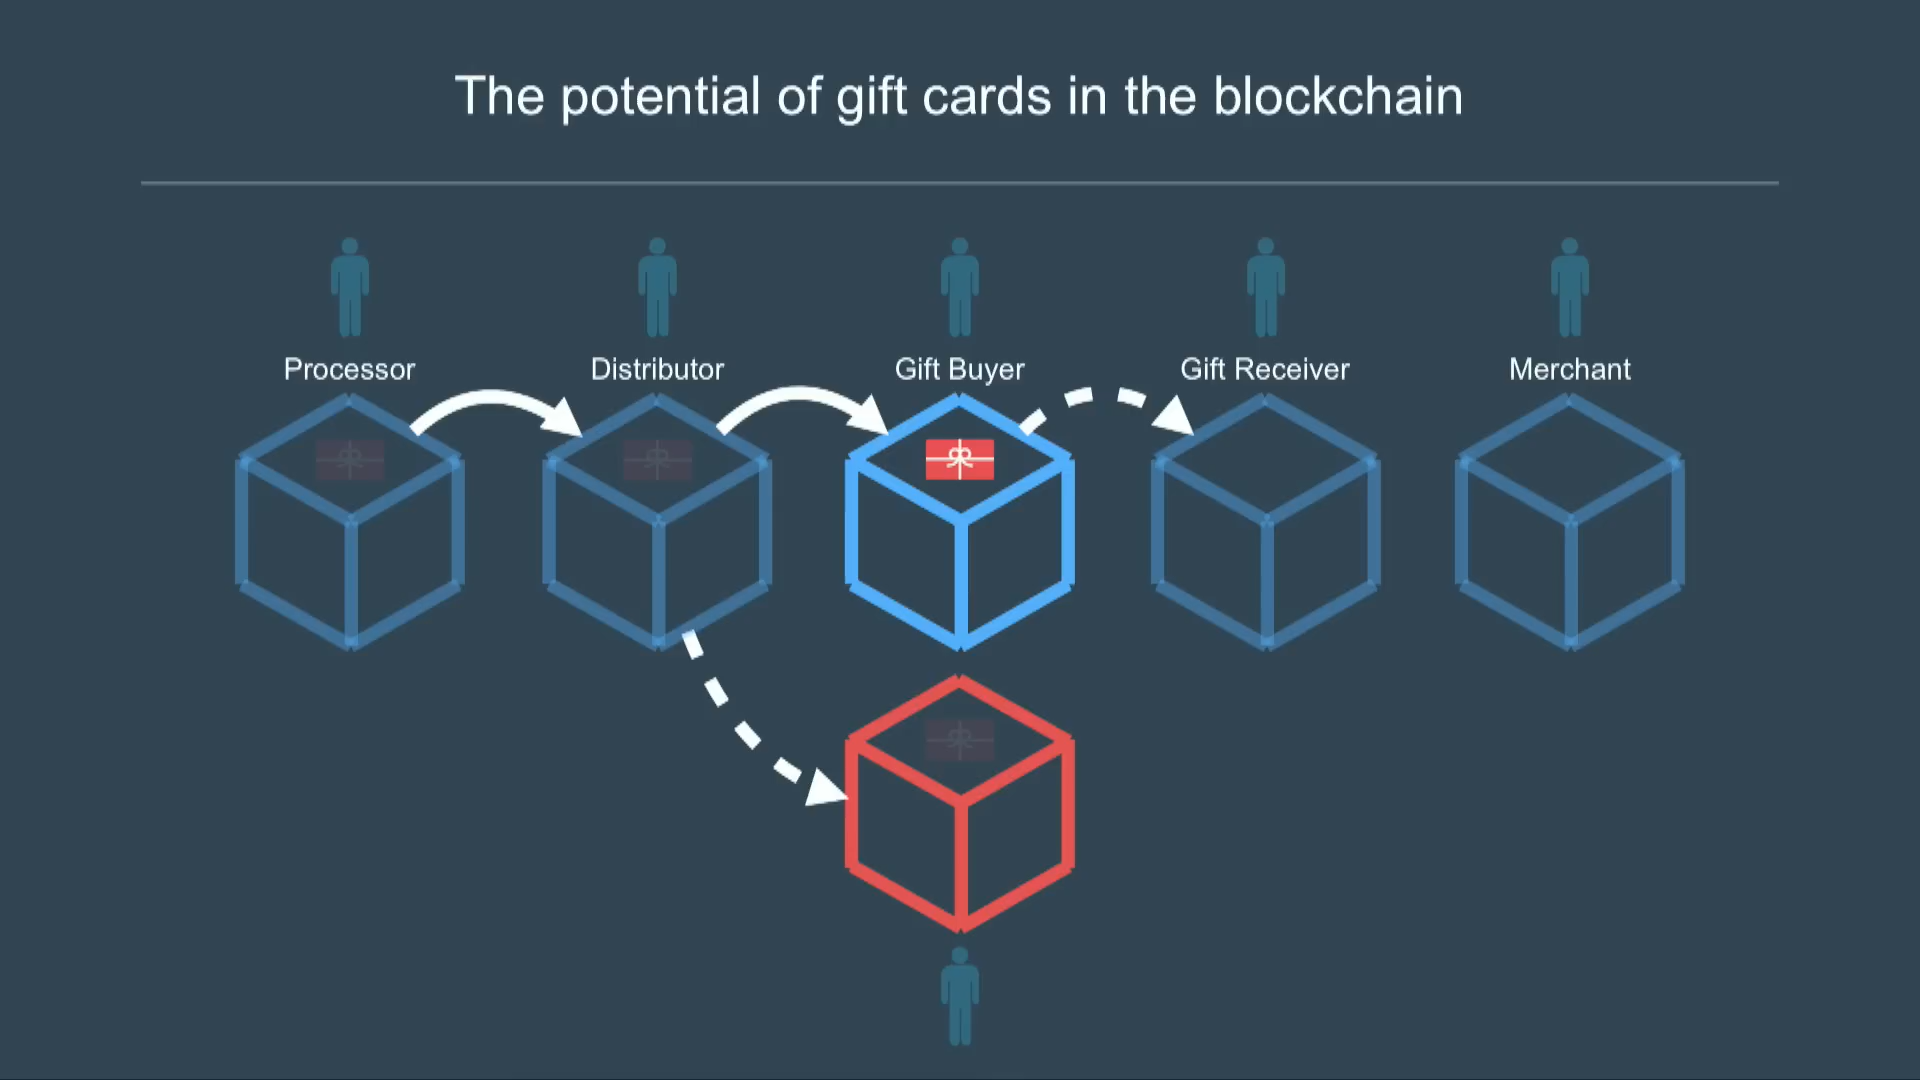 The potential of gift cards in the blockchain
Processor
Distributor
Gift Buyer
Gift Receiver
Merchant